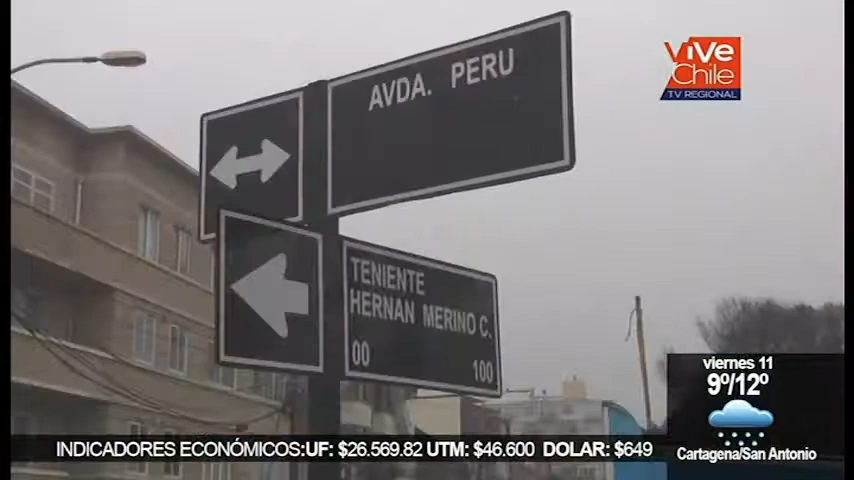 AVDA. PERU
TENIENTE
HERNAN MERINO C.
00 100
ViVe
Chile
TV REGIONAL
viernes 11
9º/12º
Cartagena/San Antonio
INDICADORES ECONÓMICOS:UF: $26.569.82 UTM: $46.600 DOLAR: $649